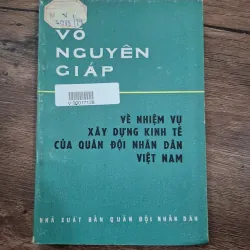 VÕ
NGUYÊN
GIÁP
VỀ NHIỆM VỤ
XÂY DỰNG KINH TẾ
CỦA QUÂN ĐỘI NHÂN DÂN
VIỆT NAM
NHÀ XUẤT BẢN QUÂN ĐỘI NHÂN DÂN